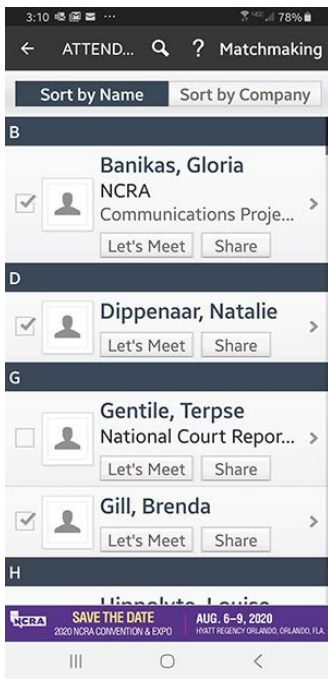 3:10 ... 78%
ATTEND... ? Matchmaking
Sort by Name Sort by Company
B
Banikas, Gloria
NCRA
Communications Proje...
Let's Meet Share
D
Dippenaar, Natalie
Let's Meet Share
G
Gentile, Terpse
National Court Repor...
Let's Meet Share
Gill, Brenda
Let's Meet Share
H
NCRA SAVE THE DATE AUG. 6–9, 2020
2020 NCRA CONVENTION & EXPO HYATT REGENCY ORLANDO, ORLANDO, FLA.